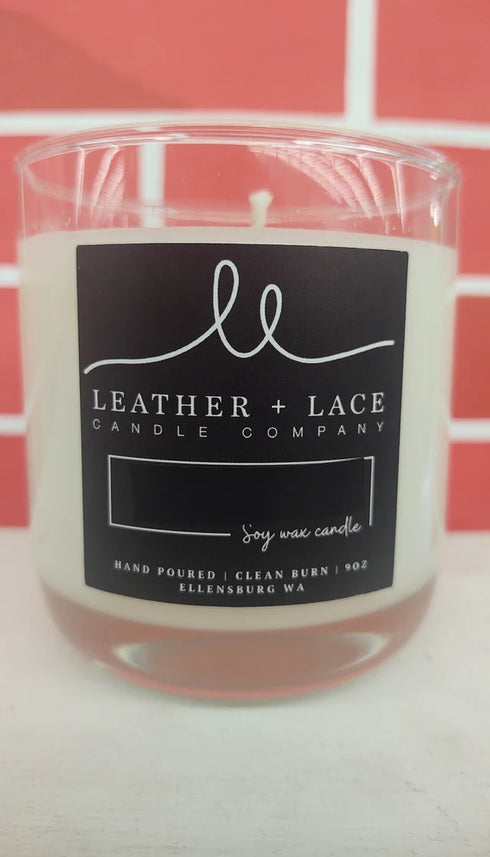 LEATHER + LACE
CANDLE COMPANY
Soy wax candle
HAND POURED | CLEAN BURN | 9OZ
ELLENSBURG WA